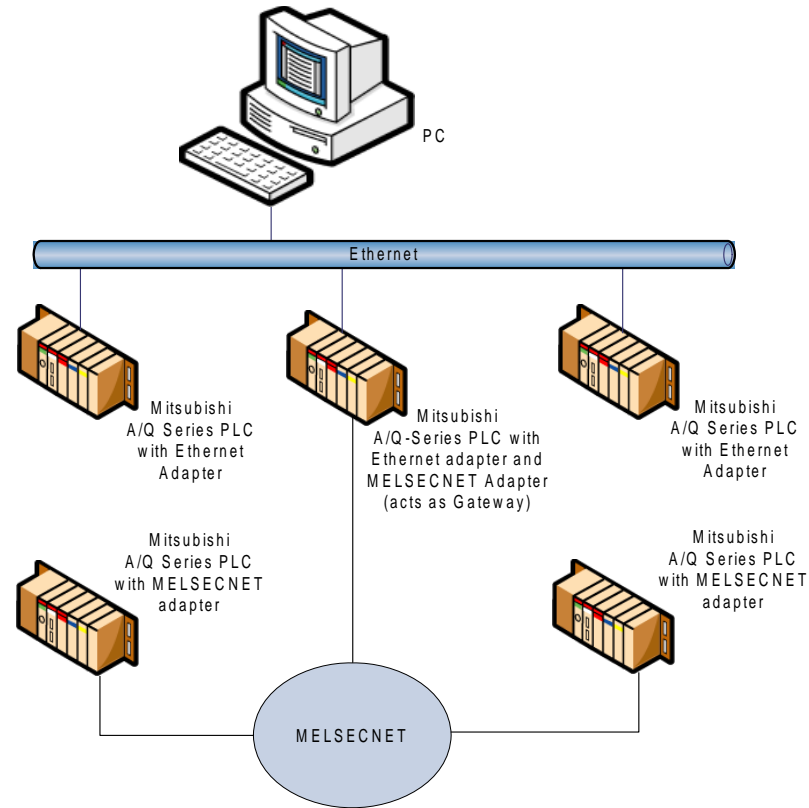 PC
Ethernet
Mitsubishi
A/Q Series PLC
with Ethernet
Adapter
Mitsubishi
A/Q-Series PLC with
Ethernet adapter and
MELSECNET Adapter
(acts as Gateway)
Mitsubishi
A/Q Series PLC
with Ethernet
Adapter
Mitsubishi
A/Q Series PLC
with MELSECNET
adapter
Mitsubishi
A/Q Series PLC
with MELSECNET
adapter
MELSECNET